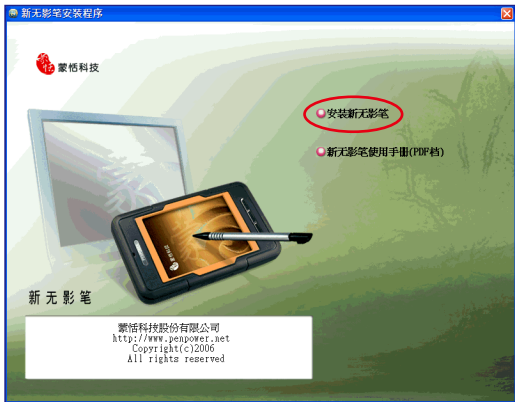 新无影笔安装程序
蒙恬科技
安装新无影笔
新无影笔使用手册(PDF档)
新无影笔
蒙恬科技股份有限公司
http://www.penpower.net
Copyright(c)2006
All rights reserved